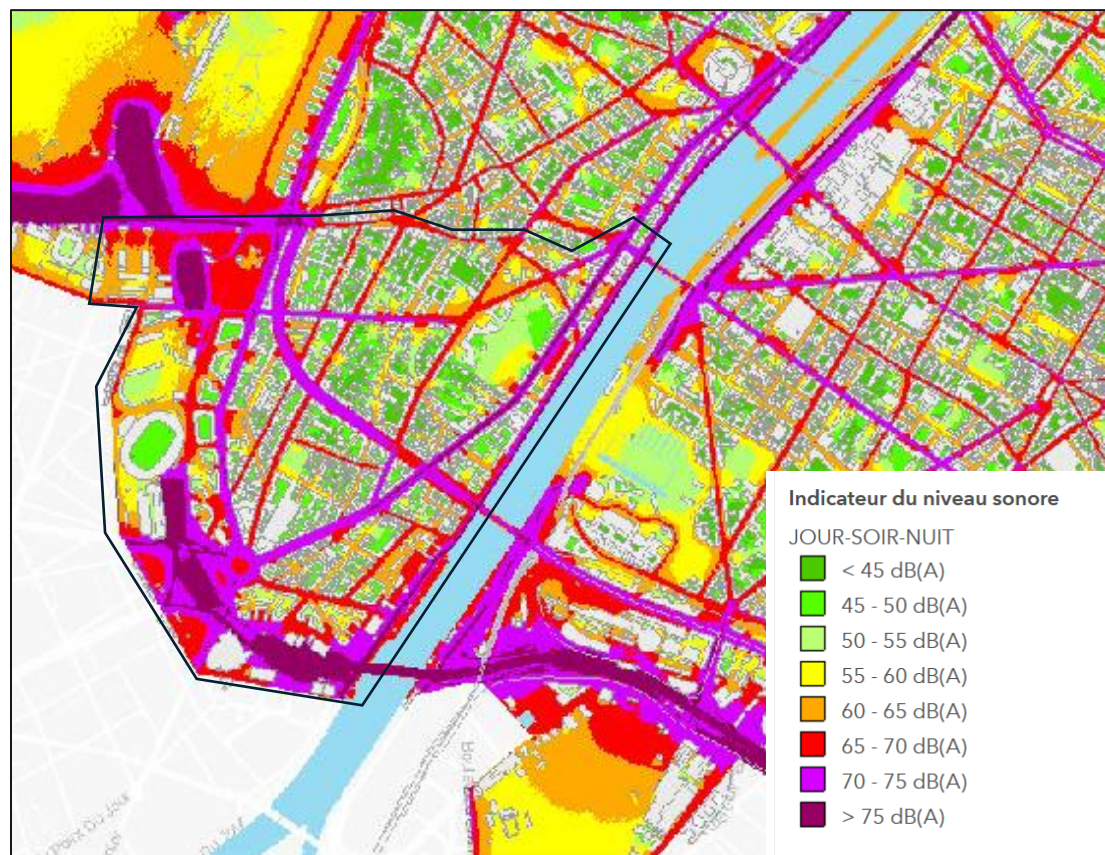 Indicateur du niveau sonore
JOUR-SOIR-NUIT
< 45 dB(A)
45 - 50 dB(A)
50 - 55 dB(A)
55 - 60 dB(A)
60 - 65 dB(A)
65 - 70 dB(A)
70 - 75 dB(A)
> 75 dB(A)